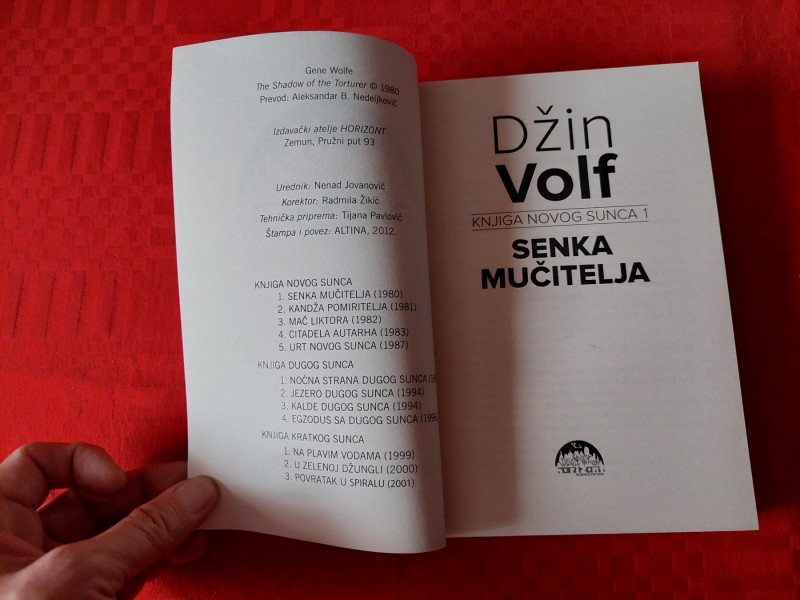 Gene Wolfe
The Shadow of the Torturer © 1980
Prevod: Aleksandar B. Nedeljković
Izdavački atelje HORIZONT
Zemun, Pružni put 93
Urednik: Nenad Jovanović
Korektor: Radmila Žikić
Tehnička priprema: Tijana Pavlović
Štampa i povez: ALTINA, 2012.
KNJIGA NOVOG SUNCA
1. SENKA MUČITELJA (1980)
2. KANDŽA POMIRITELJA (1981)
3. MAČ LIKTORA (1982)
4. CITADELA AUTARHA (1983)
5. URT NOVOG SUNCA (1987)
KNJIGA DUGOG SUNCA
1. NOĆNA STRANA DUGOG SUNCA
2. JEZERO DUGOG SUNCA (1994)
3. KALDE DUGOG SUNCA (1994)
4. EGZODUS SA DUGOG SUNCA (1996
KNJIGA KRATKOG SUNCA
1. NA PLAVIM VODAMA (1999)
2. U ZELENOJ DŽUNGLI (2000)
3. POVRATAK U SPIRALU (2001)
Džin
Volf
KNJIGA NOVOG SUNCA 1
SENKA
MUČITELJA
HORIZONT